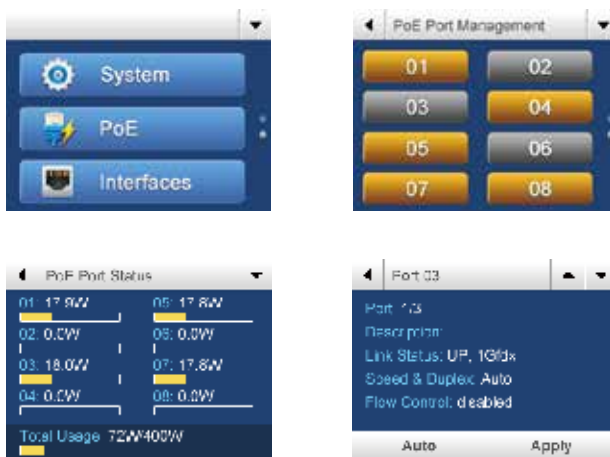 System
PoE
Interfaces
PoE Port Management
01 02
03 04
05 06
07 08
PoE Port Status
01: 17.9W 05: 17.8W
02: 0.0W 06: 0.0W
03: 18.0W 07: 17.8W
04: 0.0W 08: 0.0W
Total Usage 72W/400W
Port 03
Port 1/3
Description:
Link Status: UP, 1Gfdx
Speed & Duplex: Auto
Flow Control: disabled
Auto Apply